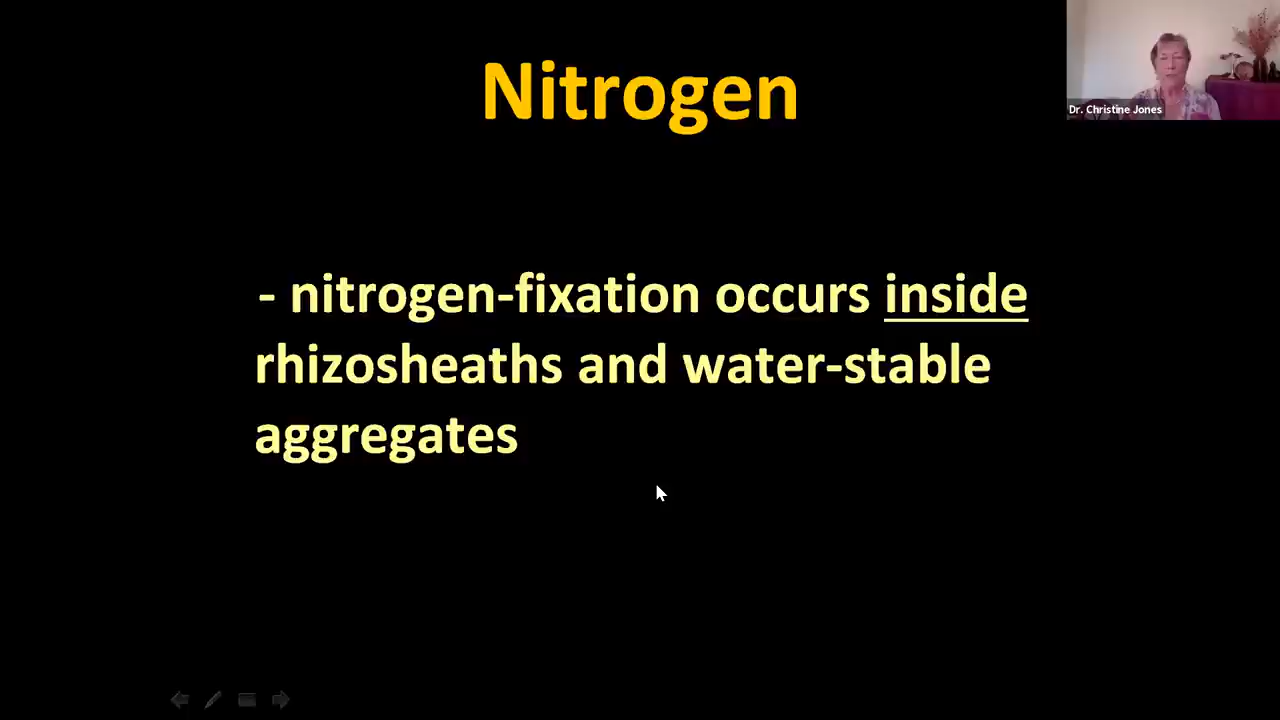 Nitrogen
Dr. Christine Jones
- nitrogen-fixation occurs inside
rhizosheaths and water-stable
aggregates